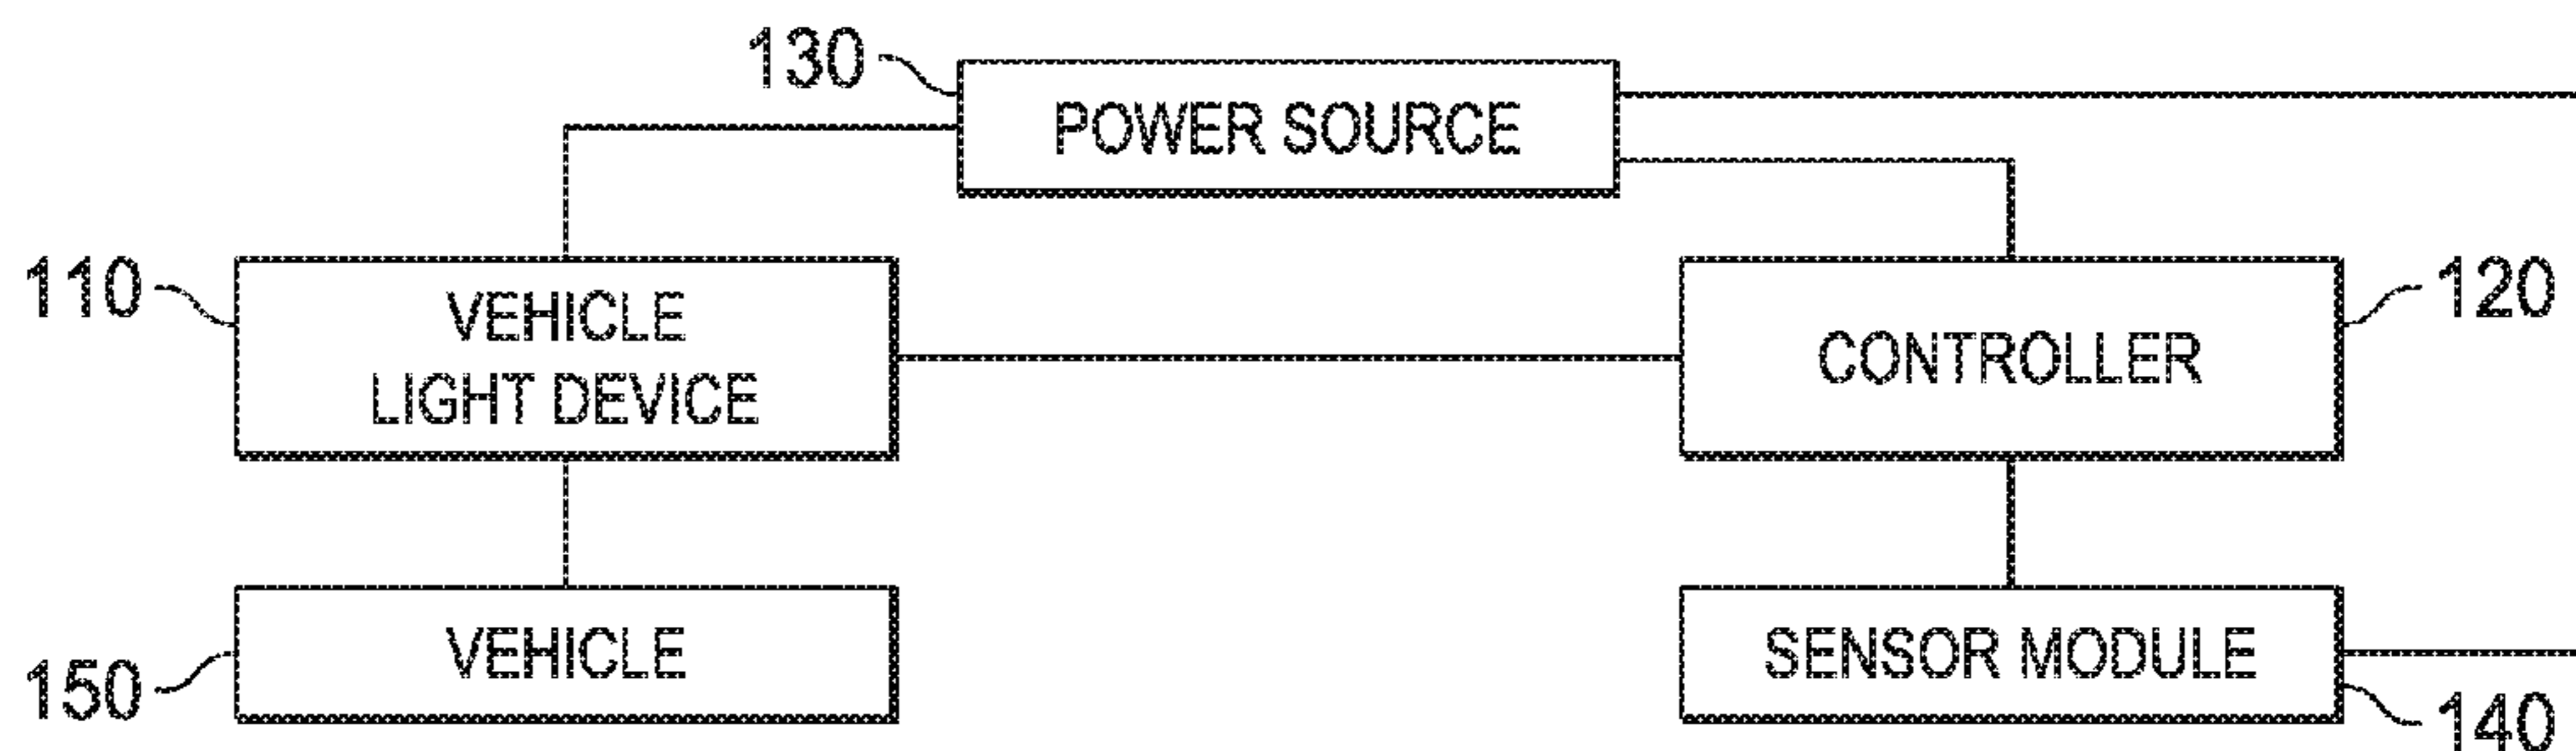 130
POWER SOURCE
110
VEHICLE
LIGHT DEVICE
CONTROLLER
120
150
VEHICLE
SENSOR MODULE
140